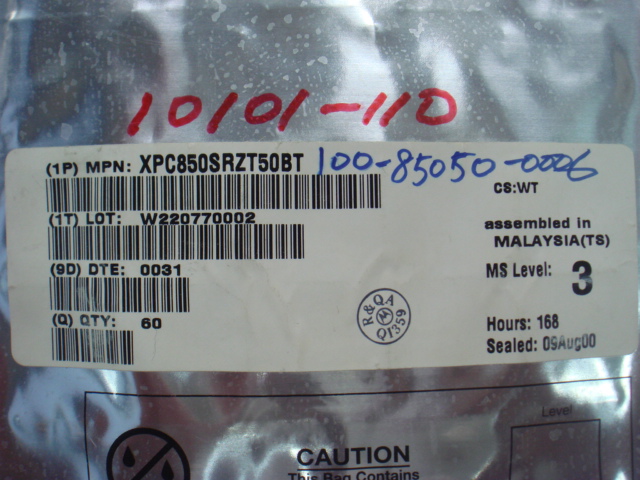 10101-110
(1P) MPN: XPC850SRZT50BT 100-85050-0006
CS:WT
(1T) LOT: W220770002
assembled in
MALAYSIA(TS)
(9D) DTE: 0031
MS Level: 3
(Q) QTY: 60
R&QA
Q1359
Hours: 168
Sealed: 09Aug00
Level
CAUTION
This Bag Contains